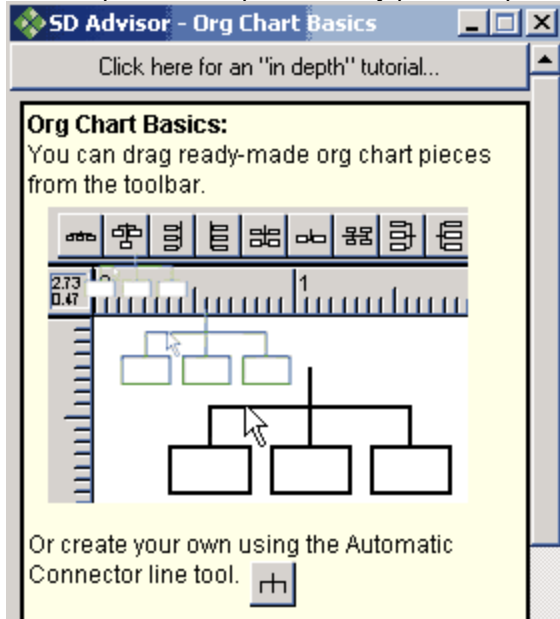 SD Advisor - Org Chart Basics
Click here for an "in depth" tutorial...
Org Chart Basics:
You can drag ready-made org chart pieces
from the toolbar.
2.73
0.47
1
Or create your own using the Automatic
Connector line tool.